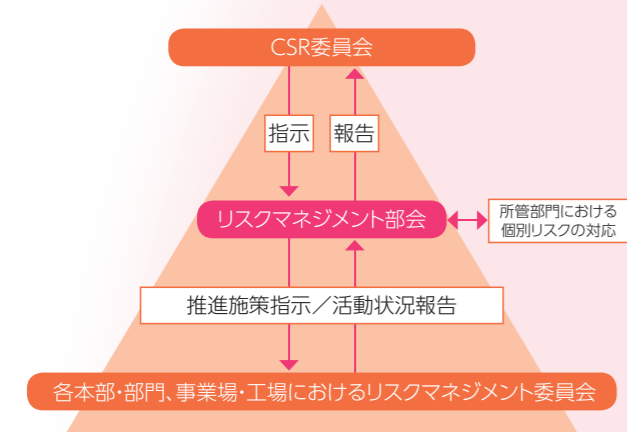 CSR委員会
指示
報告
リスクマネジメント部会
所管部門における
個別リスクの対応
推進施策指示／活動状況報告
各本部・部門、事業場・工場におけるリスクマネジメント委員会